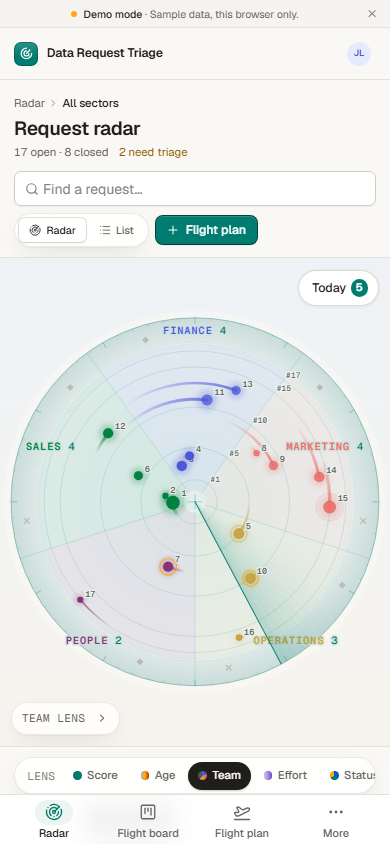 Demo mode · Sample data, this browser only.
Data Request Triage
JL
Radar > All sectors
Request radar
17 open · 8 closed 2 need triage
Find a request...
Radar
List
+ Flight plan
Today 5
FINANCE 4
#17
#15
13
11
#10
12
SALES 4
MARKETING 4
8
4
#5
9
6
14
#1
2
1
15
5
7
10
17
16
PEOPLE 2
OPERATIONS 3
TEAM LENS >
LENS
Score
Age
Team
Effort
Status
Radar
Flight board
Flight plan
More